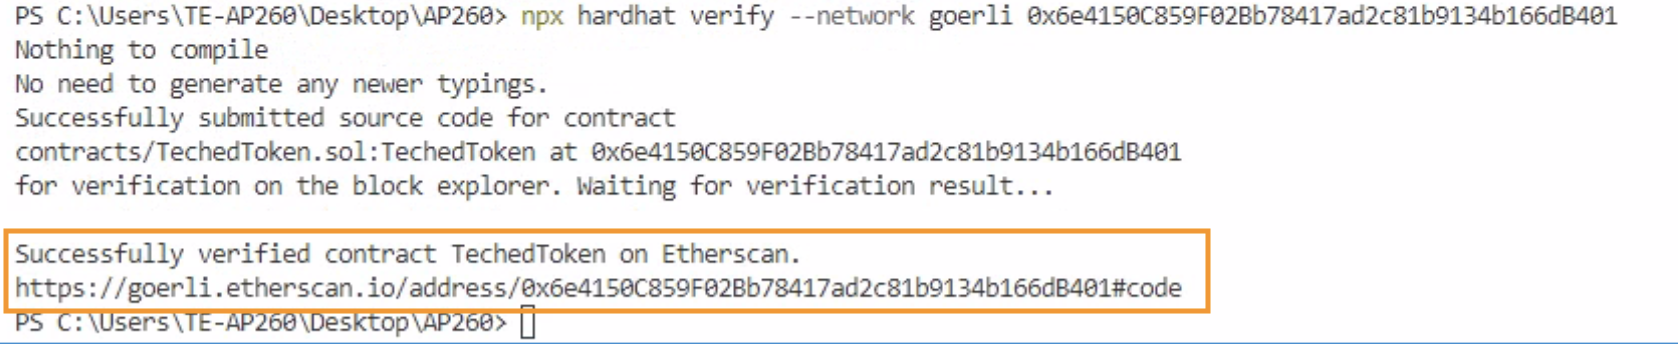 PS C:\Users\TE-AP260\Desktop\AP260> npx hardhat verify --network goerli 0x6e4150C859F02Bb78417ad2c81b9134b166dB401
Nothing to compile
No need to generate any newer typings.
Successfully submitted source code for contract
contracts/TechedToken.sol:TechedToken at 0x6e4150C859F02Bb78417ad2c81b9134b166dB401
for verification on the block explorer. Waiting for verification result...
Successfully verified contract TechedToken on Etherscan.
https://goerli.etherscan.io/address/0x6e4150C859F02Bb78417ad2c81b9134b166dB401#code
PS C:\Users\TE-AP260\Desktop\AP260>